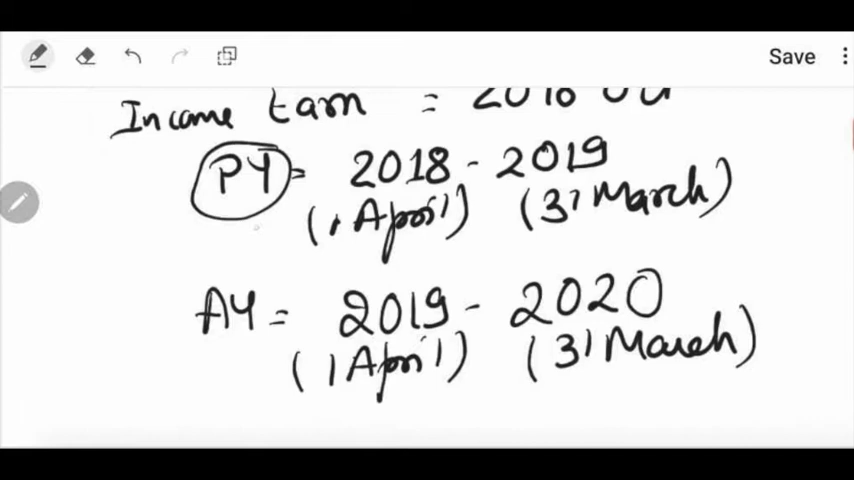 Save
Income earn =
PY = 2018 - 2019
(1 April) (31 March)
AY = 2019 - 2020
(1 April) (31 March)